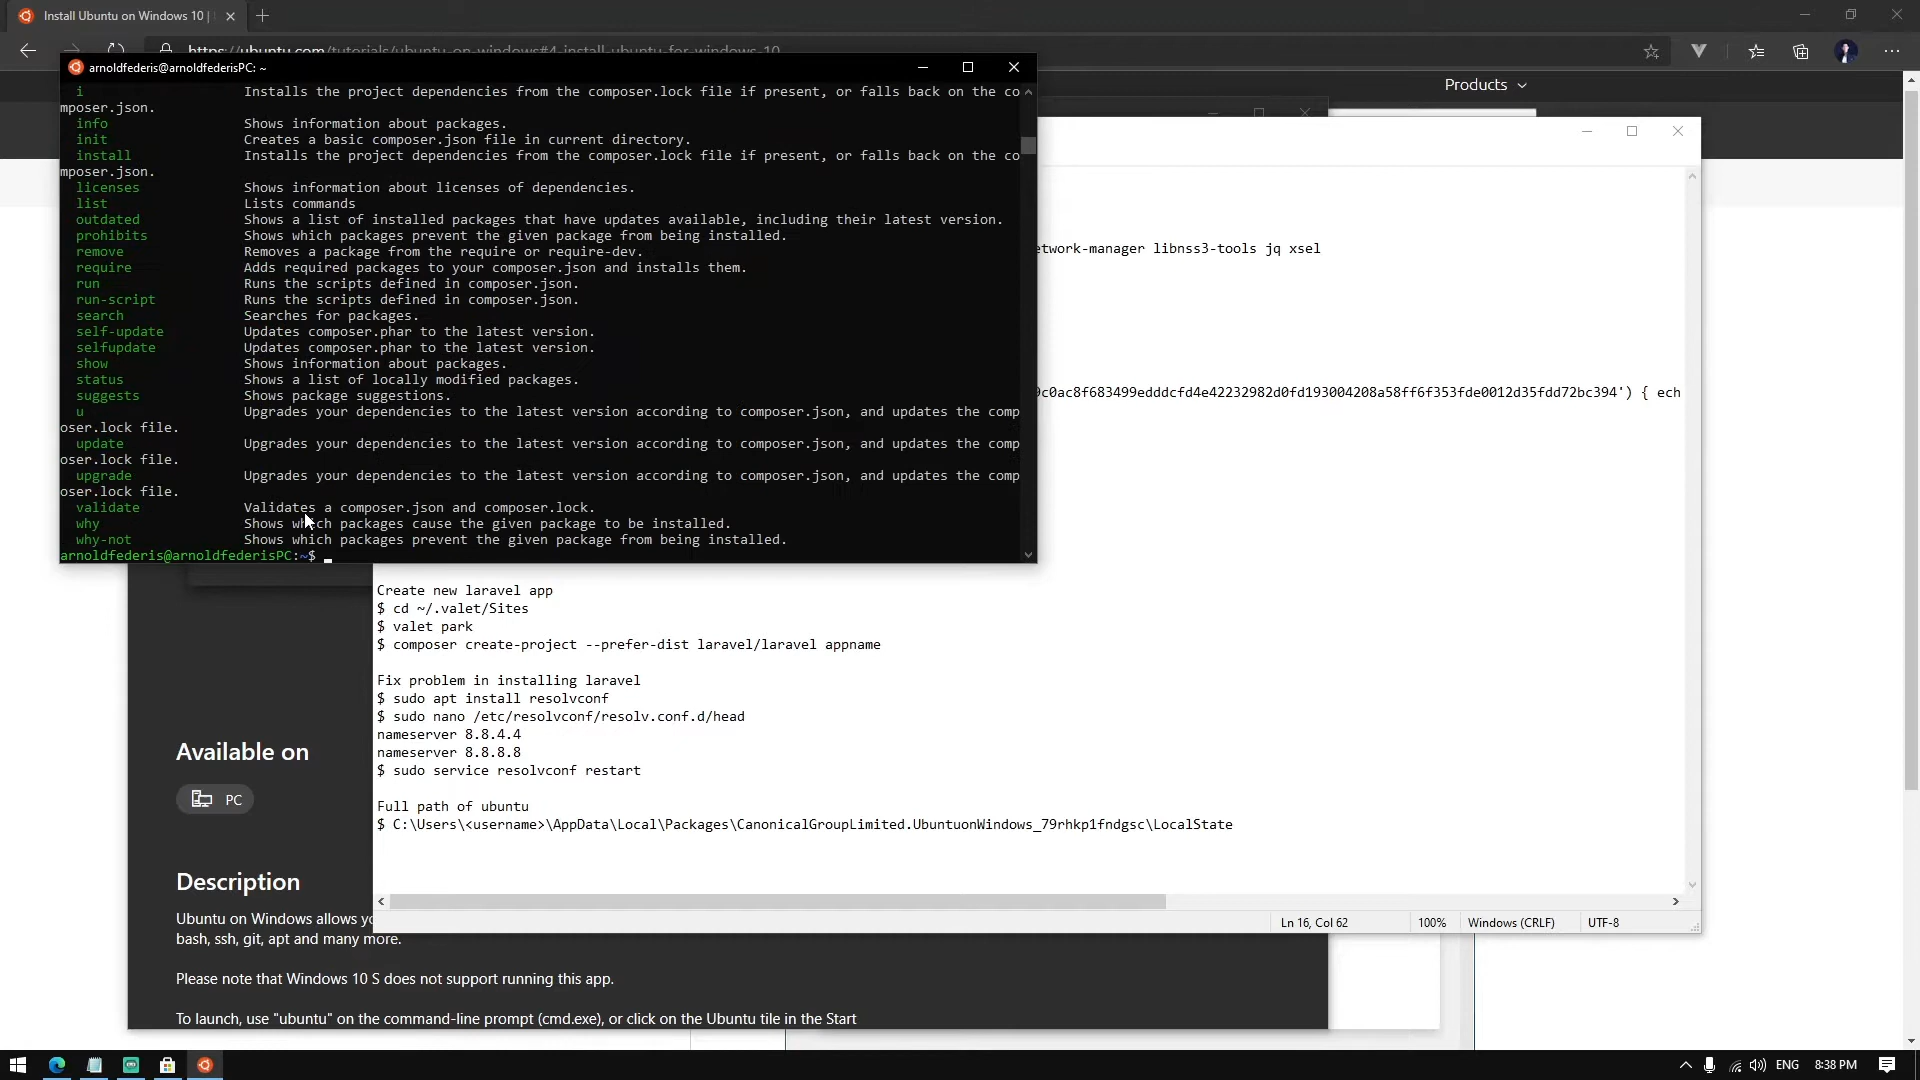 Install Ubuntu on Windows 10 |
https://ubuntu.com/tutorials/ubuntu-on-windows#4-install-ubuntu-for-windows-10
arnoldfederis@arnoldfederisPC: ~
Products
i Installs the project dependencies from the composer.lock file if present, or falls back on the co
mposer.json.
info Shows information about packages.
init Creates a basic composer.json file in current directory.
install Installs the project dependencies from the composer.lock file if present, or falls back on the co
mposer.json.
licenses Shows information about licenses of dependencies.
list Lists commands
outdated Shows a list of installed packages that have updates available, including their latest version.
prohibits Shows which packages prevent the given package from being installed.
remove Removes a package from the require or require-dev.
require Adds required packages to your composer.json and installs them.
run Runs the scripts defined in composer.json.
run-script Runs the scripts defined in composer.json.
search Searches for packages.
self-update Updates composer.phar to the latest version.
selfupdate Updates composer.phar to the latest version.
show Shows information about packages.
status Shows a list of locally modified packages.
suggests Shows package suggestions.
u Upgrades your dependencies to the latest version according to composer.json, and updates the comp
oser.lock file.
update Upgrades your dependencies to the latest version according to composer.json, and updates the comp
oser.lock file.
upgrade Upgrades your dependencies to the latest version according to composer.json, and updates the comp
oser.lock file.
validate Validates a composer.json and composer.lock.
why Shows which packages cause the given package to be installed.
why-not Shows which packages prevent the given package from being installed.
arnoldfederis@arnoldfederisPC:~$
etwork-manager libnss3-tools jq xsel
9c0ac8f683499edddcfd4e42232982d0fd193004208a58ff6f353fde0012d35fdd72bc394') { ech
Create new laravel app
$ cd ~/.valet/Sites
$ valet park
$ composer create-project --prefer-dist laravel/laravel appname
Fix problem in installing laravel
$ sudo apt install resolvconf
$ sudo nano /etc/resolvconf/resolv.conf.d/head
nameserver 8.8.4.4
nameserver 8.8.8.8
$ sudo service resolvconf restart
Full path of ubuntu
$ C:\Users\<username>\AppData\Local\Packages\CanonicalGroupLimited.UbuntuonWindows_79rhkp1fndgsc\LocalState
Ln 16, Col 62 100% Windows (CRLF) UTF-8
Available on
PC
Description
Ubuntu on Windows allows yo
bash, ssh, git, apt and many more.
Please note that Windows 10 S does not support running this app.
To launch, use "ubuntu" on the command-line prompt (cmd.exe), or click on the Ubuntu tile in the Start
ENG 8:38 PM